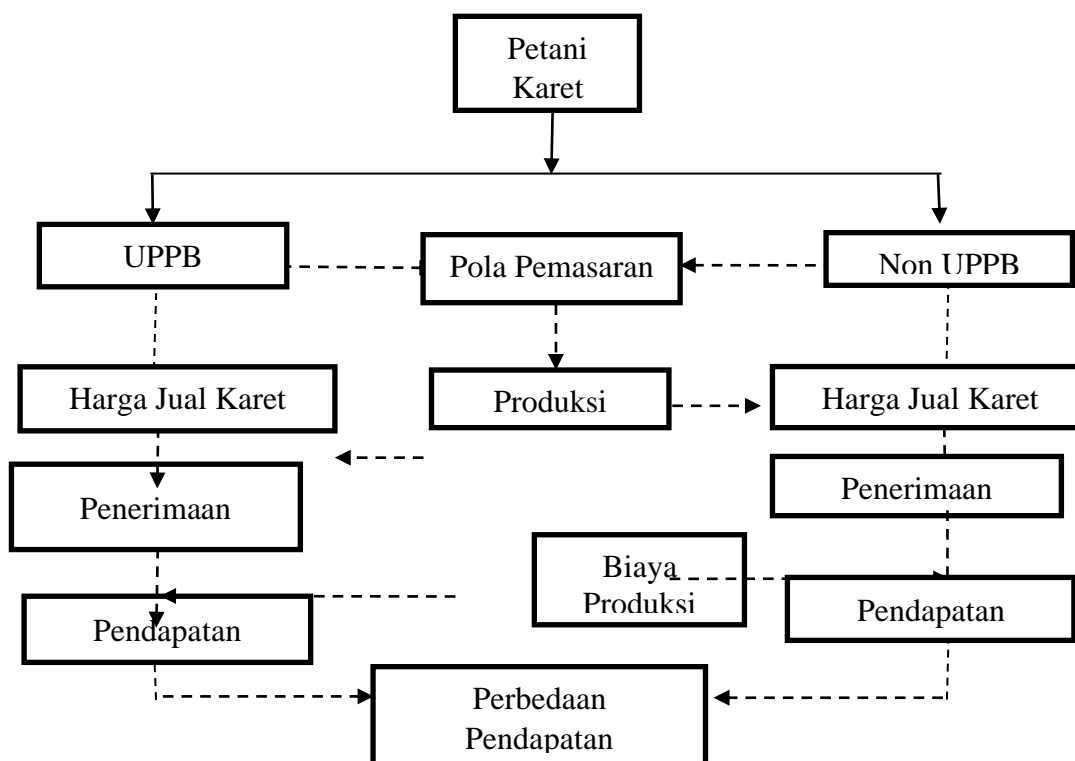 Petani
Karet
UPPB
Pola Pemasaran
Non UPPB
Harga Jual Karet
Produksi
Harga Jual Karet
Penerimaan
Penerimaan
Biaya
Produksi
Pendapatan
Pendapatan
Perbedaan
Pendapatan